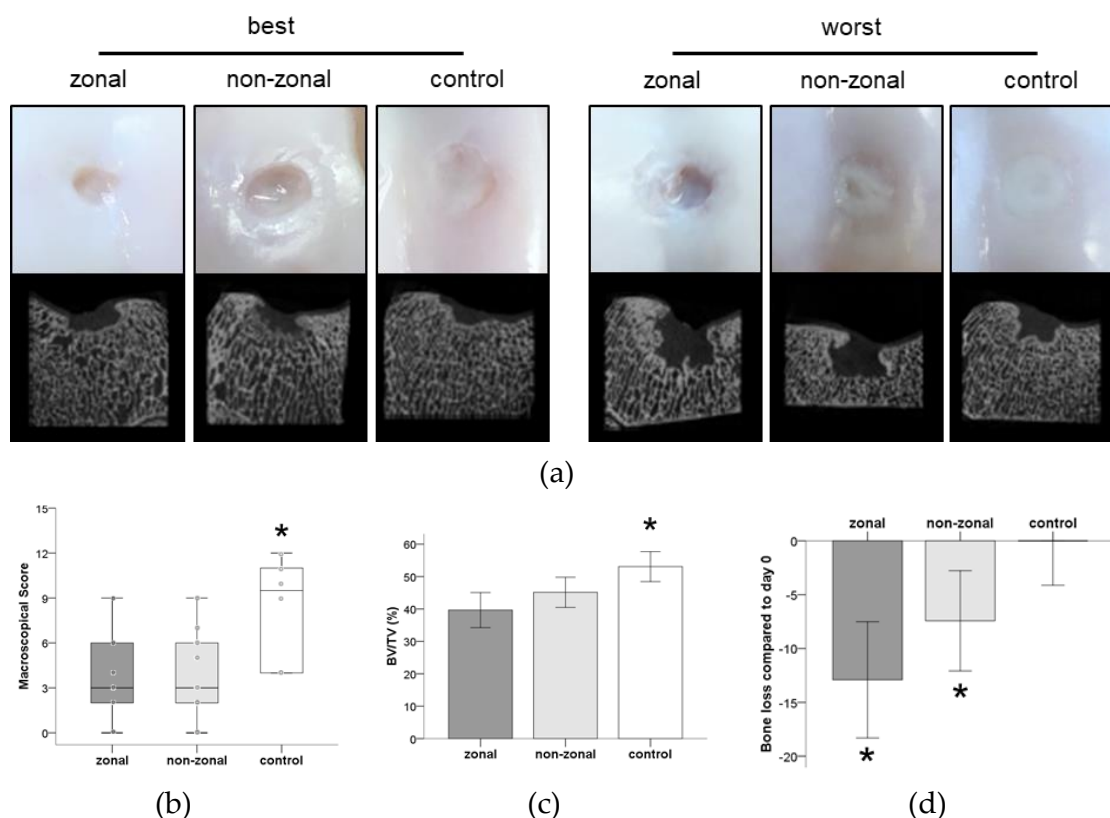 best worst
zonal non-zonal control zonal non-zonal control
(a)
Macroscopical Score
15
12
9
6
3
0
*
zonal non-zonal control
(b)
BV/TV (%)
60
50
40
30
20
10
0
*
zonal non-zonal control
(c)
Bone loss compared to day 0
zonal non-zonal control
0
-5
-10
-15
-20
*
*
(d)